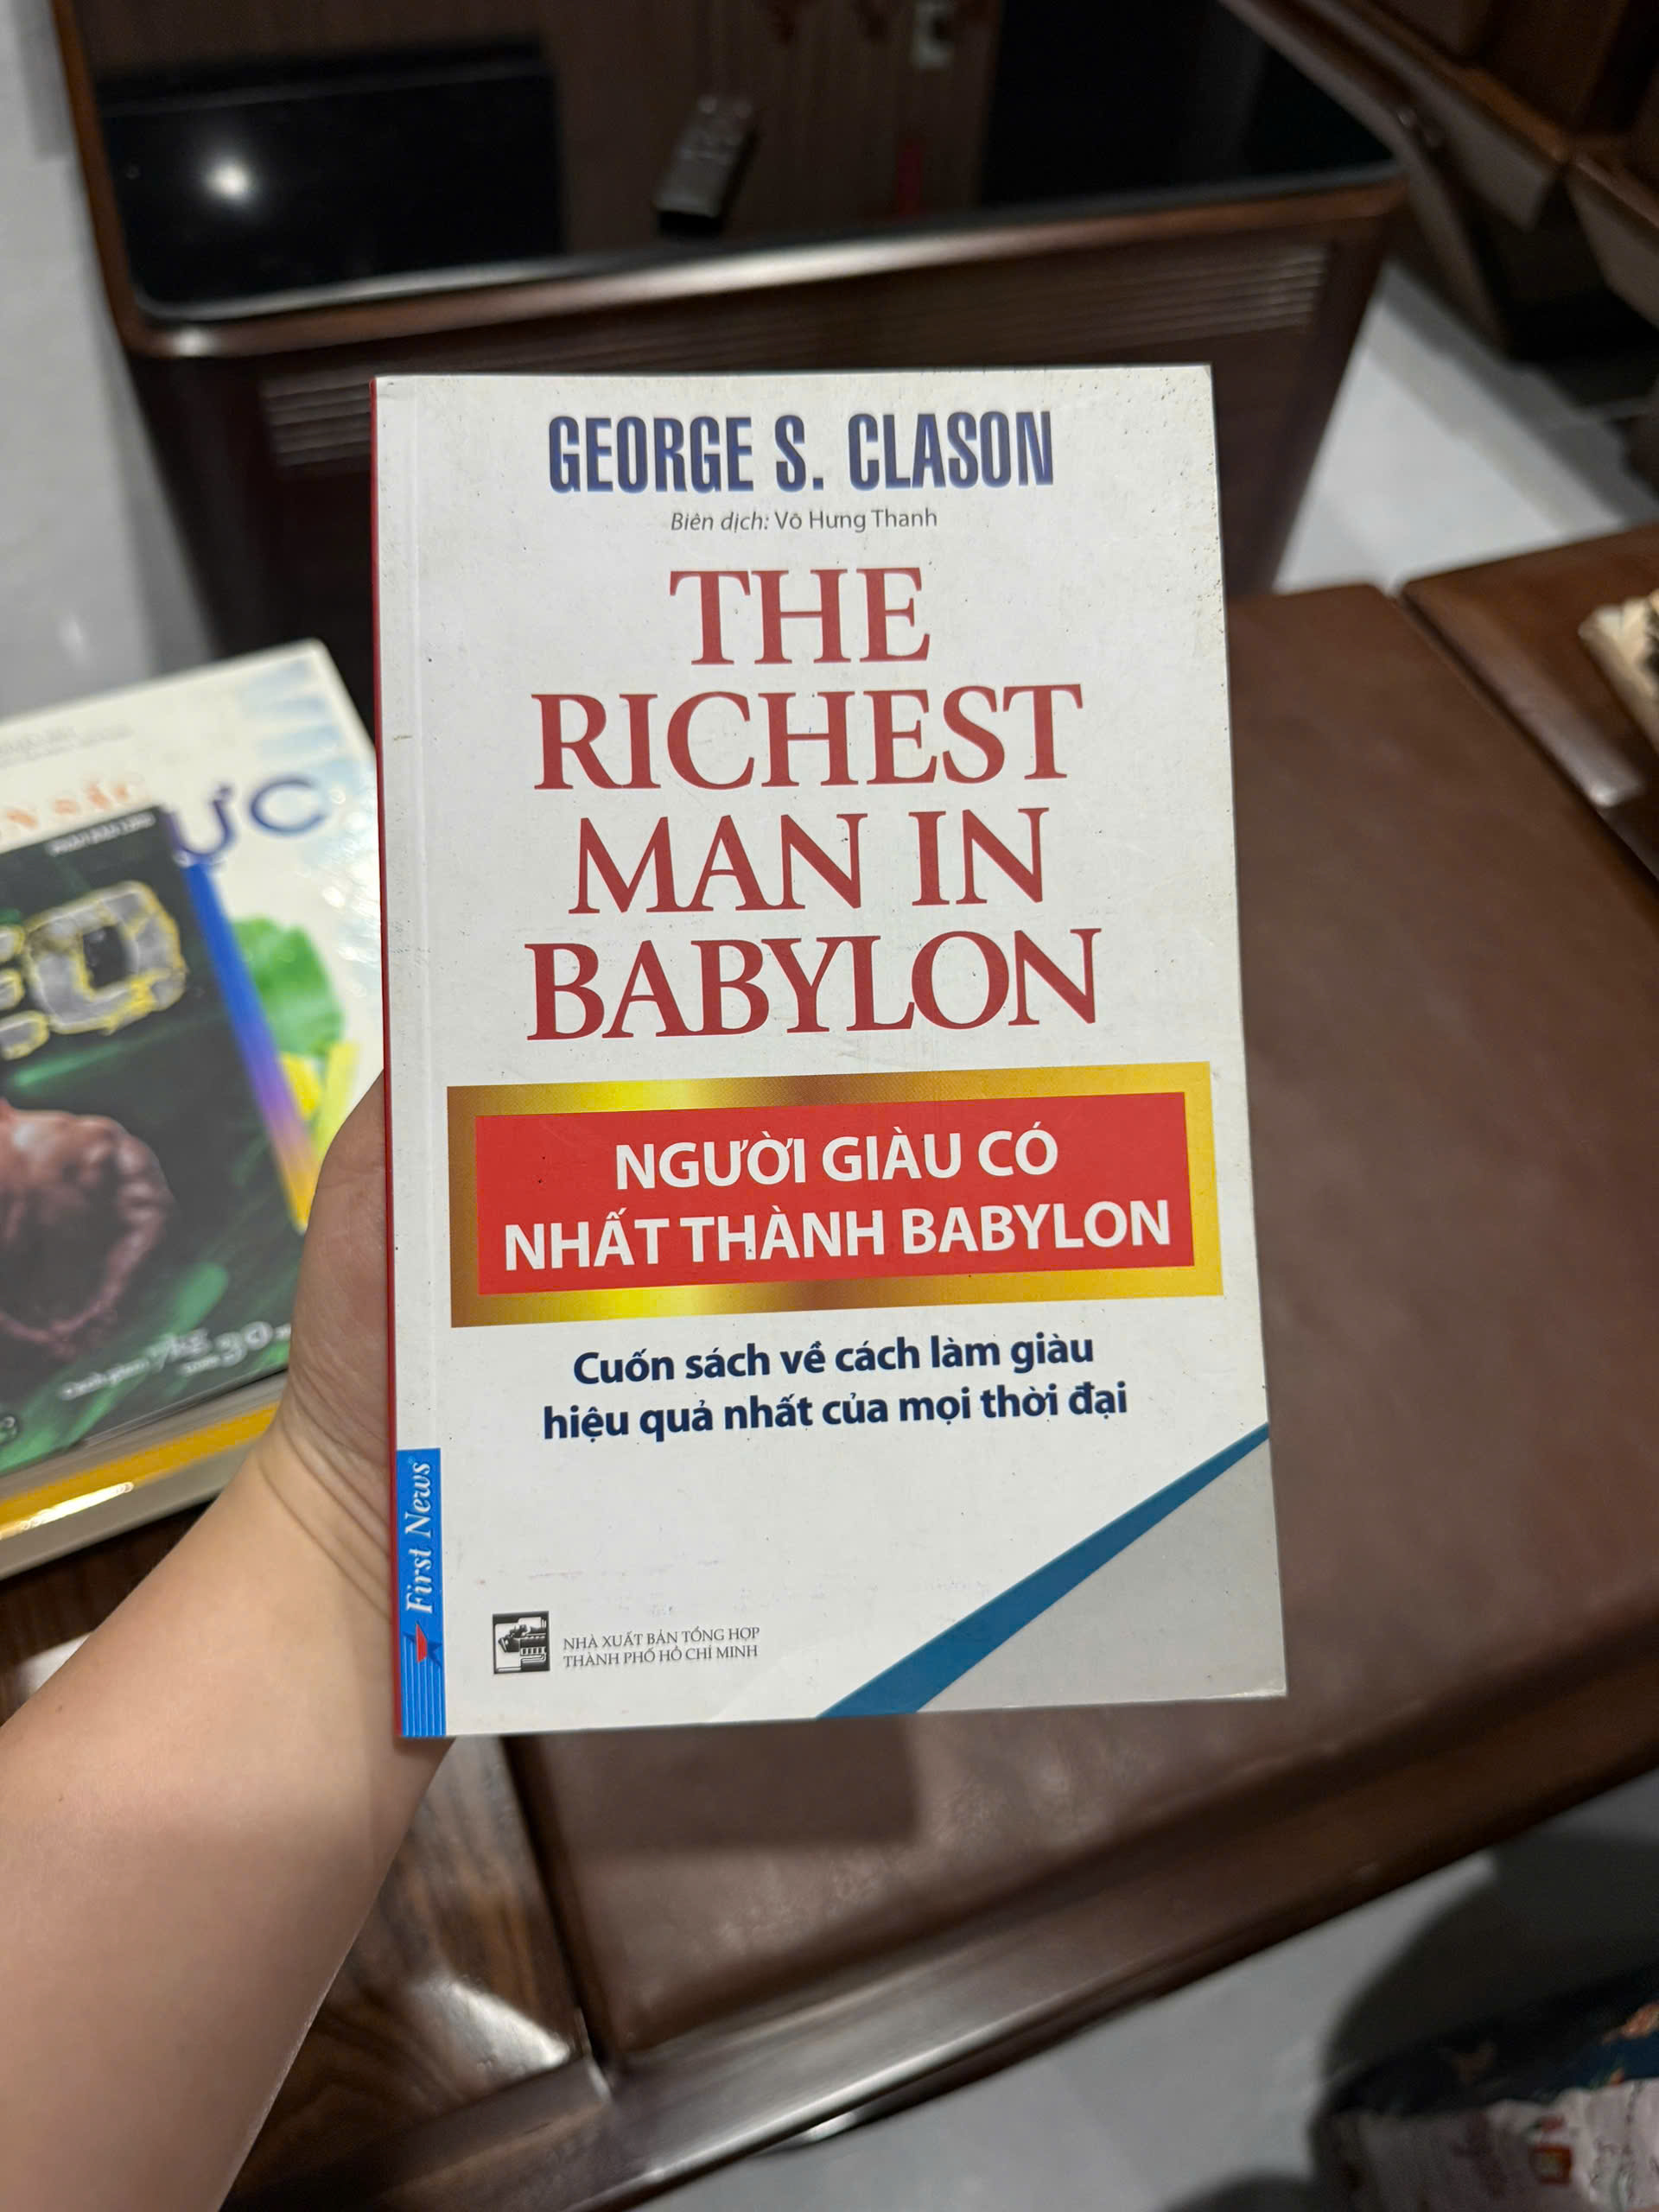 GEORGE S. CLASON
Biên dịch: Võ Hưng Thanh
THE
RICHEST
MAN IN
BABYLON
NGƯỜI GIÀU CÓ
NHẤT THÀNH BABYLON
Cuốn sách về cách làm giàu
hiệu quả nhất của mọi thời đại
First News
NHÀ XUẤT BẢN TỔNG HỢP
THÀNH PHỐ HỒ CHÍ MINH